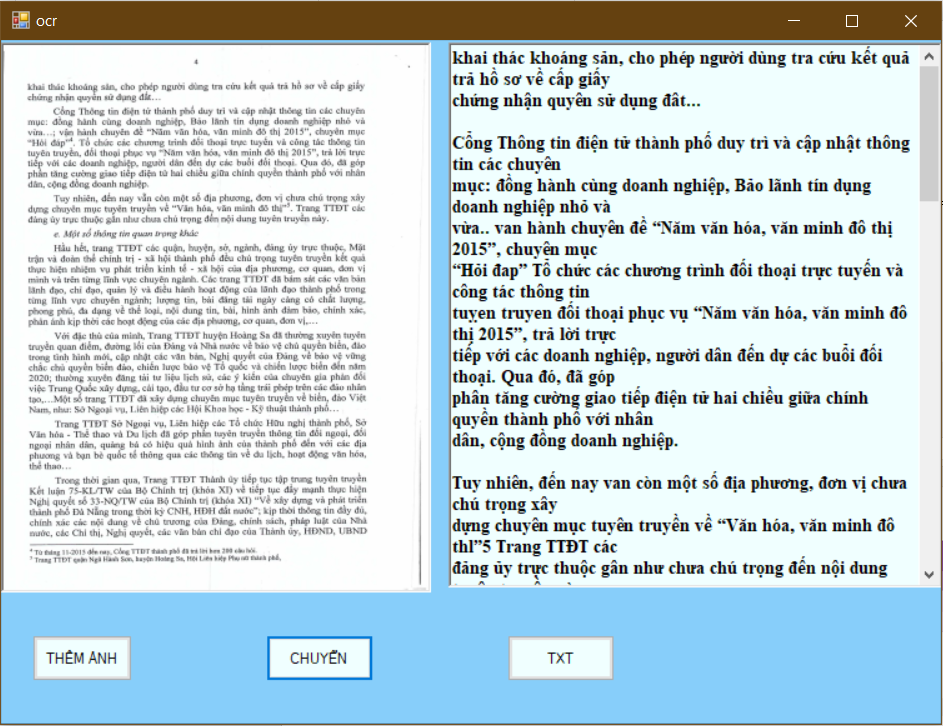 ocr
4
khai thác khoáng sản, cho phép người dùng tra cứu kết quả trả hồ sơ về cấp giấy
chứng nhận quyền sử dụng đất…
Cổng Thông tin điện tử thành phố duy trì và cập nhật thông tin các chuyên
mục: đồng hành cùng doanh nghiệp, Bảo lãnh tín dụng doanh nghiệp nhỏ và
vừa…; vận hành chuyên đề “Năm văn hóa, văn minh đô thị 2015”, chuyên mục
“Hỏi đáp”4. Tổ chức các chương trình đối thoại trực tuyến và công tác thông tin
tuyên truyền, đối thoại phục vụ “Năm văn hóa, văn minh đô thị 2015”, trả lời trực
tiếp với các doanh nghiệp, người dân đến dự các buổi đối thoại. Qua đó, đã góp
phần tăng cường giao tiếp điện tử hai chiều giữa chính quyền thành phố với nhân
dân, cộng đồng doanh nghiệp.
Tuy nhiên, đến nay vẫn còn một số địa phương, đơn vị chưa chú trọng xây
dựng chuyên mục tuyên truyền về “Văn hóa, văn minh đô thị”5. Trang TTĐT các
đảng ủy trực thuộc gần như chưa chú trọng đến nội dung tuyên truyền này.
e. Một số thông tin quan trọng khác
Hầu hết, trang TTĐT các quận, huyện, sở, ngành, đảng ủy trực thuộc, Mặt
trận và đoàn thể chính trị - xã hội thành phố đều chú trọng tuyên truyền kết quả
thực hiện nhiệm vụ phát triển kinh tế - xã hội của địa phương, cơ quan, đơn vị
mình và trên từng lĩnh vực chuyên ngành. Các trang TTĐT đã bám sát các văn bản
lãnh đạo, chỉ đạo, quản lý và điều hành hoạt động của lãnh đạo thành phố trong
từng lĩnh vực chuyên ngành; lượng tin, bài đăng tải ngày càng có chất lượng,
phong phú, đa dạng về thể loại, nội dung tin, bài, hình ảnh đảm bảo, chính xác,
phản ánh kịp thời các hoạt động của các địa phương, cơ quan, đơn vị,…
Với đặc thù của mình, Trang TTĐT huyện Hoàng Sa đã thường xuyên tuyên
truyền quan điểm, đường lối của Đảng và Nhà nước về bảo vệ chủ quyền biển, đảo
trong tình hình mới, cập nhật các văn bản, Nghị quyết của Đảng về bảo vệ vững
chắc chủ quyền biển đảo, chiến lược bảo vệ Tổ quốc và chiến lược biển đến năm
2020; thường xuyên đăng tải tư liệu lịch sử, các ý kiến của chuyên gia phản đối
việc Trung Quốc xây dựng, cải tạo, đầu tư cơ sở hạ tầng trái phép trên các đảo nhân
tạo,…Một số trang TTĐT đã xây dựng chuyên mục tuyên truyền về biển, đảo Việt
Nam, như: Sở Ngoại vụ, Liên hiệp các Hội Khoa học - Kỹ thuật thành phố…
Trang TTĐT Sở Ngoại vụ, Liên hiệp các Tổ chức Hữu nghị thành phố, Sở
Văn hóa - Thể thao và Du lịch đã góp phần tuyên truyền thông tin đối ngoại, đối
ngoại nhân dân, quảng bá có hiệu quả hình ảnh của thành phố đến với các địa
phương và bạn bè quốc tế thông qua các thông tin về du lịch, hoạt động văn hóa,
thể thao…
Trong thời gian qua, Trang TTĐT Thành ủy tiếp tục tập trung tuyên truyền
Kết luận 75-KL/TW của Bộ Chính trị (khóa XI) về tiếp tục đẩy mạnh thực hiện
Nghị quyết số 33-NQ/TW của Bộ Chính trị (khóa XI) “Về xây dựng và phát triển
thành phố Đà Nẵng trong thời kỳ CNH, HĐH đất nước”; kịp thời thông tin đầy đủ,
chính xác các nội dung về chủ trương của Đảng, chính sách, pháp luật của Nhà
nước, các Chỉ thị, Nghị quyết, các văn bản chỉ đạo của Thành ủy, HĐND, UBND
4 Từ tháng 11-2015 đến nay, Cổng TTĐT thành phố đã trả lời hơn 200 câu hỏi.
5 Trang TTĐT quận Ngũ Hành Sơn, huyện Hoàng Sa, Hội Liên hiệp Phụ nữ thành phố,
khai thác khoáng sản, cho phép người dùng tra cứu kết quả
trả hồ sơ về cấp giấy
chứng nhận quyên sử dụng đât...
Cổng Thông tin điện tử thành phố duy trì và cập nhật thông
tin các chuyên
mục: đồng hành cùng doanh nghiệp, Bảo lãnh tín dụng
doanh nghiệp nhỏ và
vừa.. van hành chuyên đề “Năm văn hóa, văn minh đô thị
2015”, chuyên mục
“Hỏi đap” Tổ chức các chương trình đối thoại trực tuyến và
công tác thông tin
tuyen truyen đối thoại phục vụ “Năm văn hóa, văn minh đô
thị 2015”, trả lời trực
tiếp với các doanh nghiệp, người dân đến dự các buổi đối
thoại. Qua đó, đã góp
phân tăng cường giao tiếp điện tử hai chiều giữa chính
quyền thành phố với nhân
dân, cộng đồng doanh nghiệp.
Tuy nhiên, đến nay van còn một số địa phương, đơn vị chưa
chú trọng xây
dựng chuyên mục tuyên truyền về “Văn hóa, văn minh đô
thl”5 Trang TTĐT các
đảng ủy trực thuộc gân như chưa chú trọng đến nội dung
THÊM ẢNH
CHUYỂN
TXT